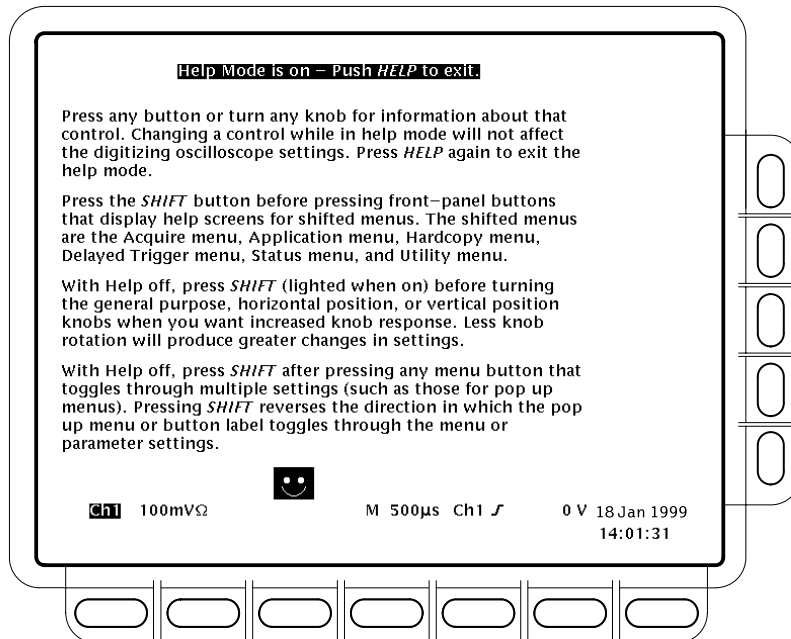 Help Mode is on – Push HELP to exit.
Press any button or turn any knob for information about that
control. Changing a control while in help mode will not affect
the digitizing oscilloscope settings. Press HELP again to exit the
help mode.
Press the SHIFT button before pressing front–panel buttons
that display help screens for shifted menus. The shifted menus
are the Acquire menu, Application menu, Hardcopy menu,
Delayed Trigger menu, Status menu, and Utility menu.
With Help off, press SHIFT (lighted when on) before turning
the general purpose, horizontal position, or vertical position
knobs when you want increased knob response. Less knob
rotation will produce greater changes in settings.
With Help off, press SHIFT after pressing any menu button that
toggles through multiple settings (such as those for pop up
menus). Pressing SHIFT reverses the direction in which the pop
up menu or button label toggles through the menu or
parameter settings.
Ch1 100mVΩ M 500µs Ch1 ƒ 0 V 18 Jan 1999
14:01:31